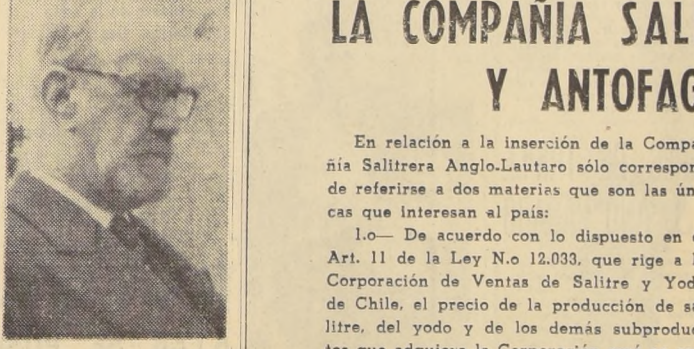 LA COMPAÑIA SAL
Y ANTOFAG
En relación a la inserción de la Compa
ñía Salitrera Anglo-Lautaro sólo correspon
de referirse a dos materias que son las ún
cas que interesan al país:
1.o— De acuerdo con lo dispuesto en
Art. 11 de la Ley N.o 12.033, que rige a
Corporación de Ventas de Salitre y Yod
de Chile, el precio de la producción de sa
litre, del yodo y de los demás subproduc